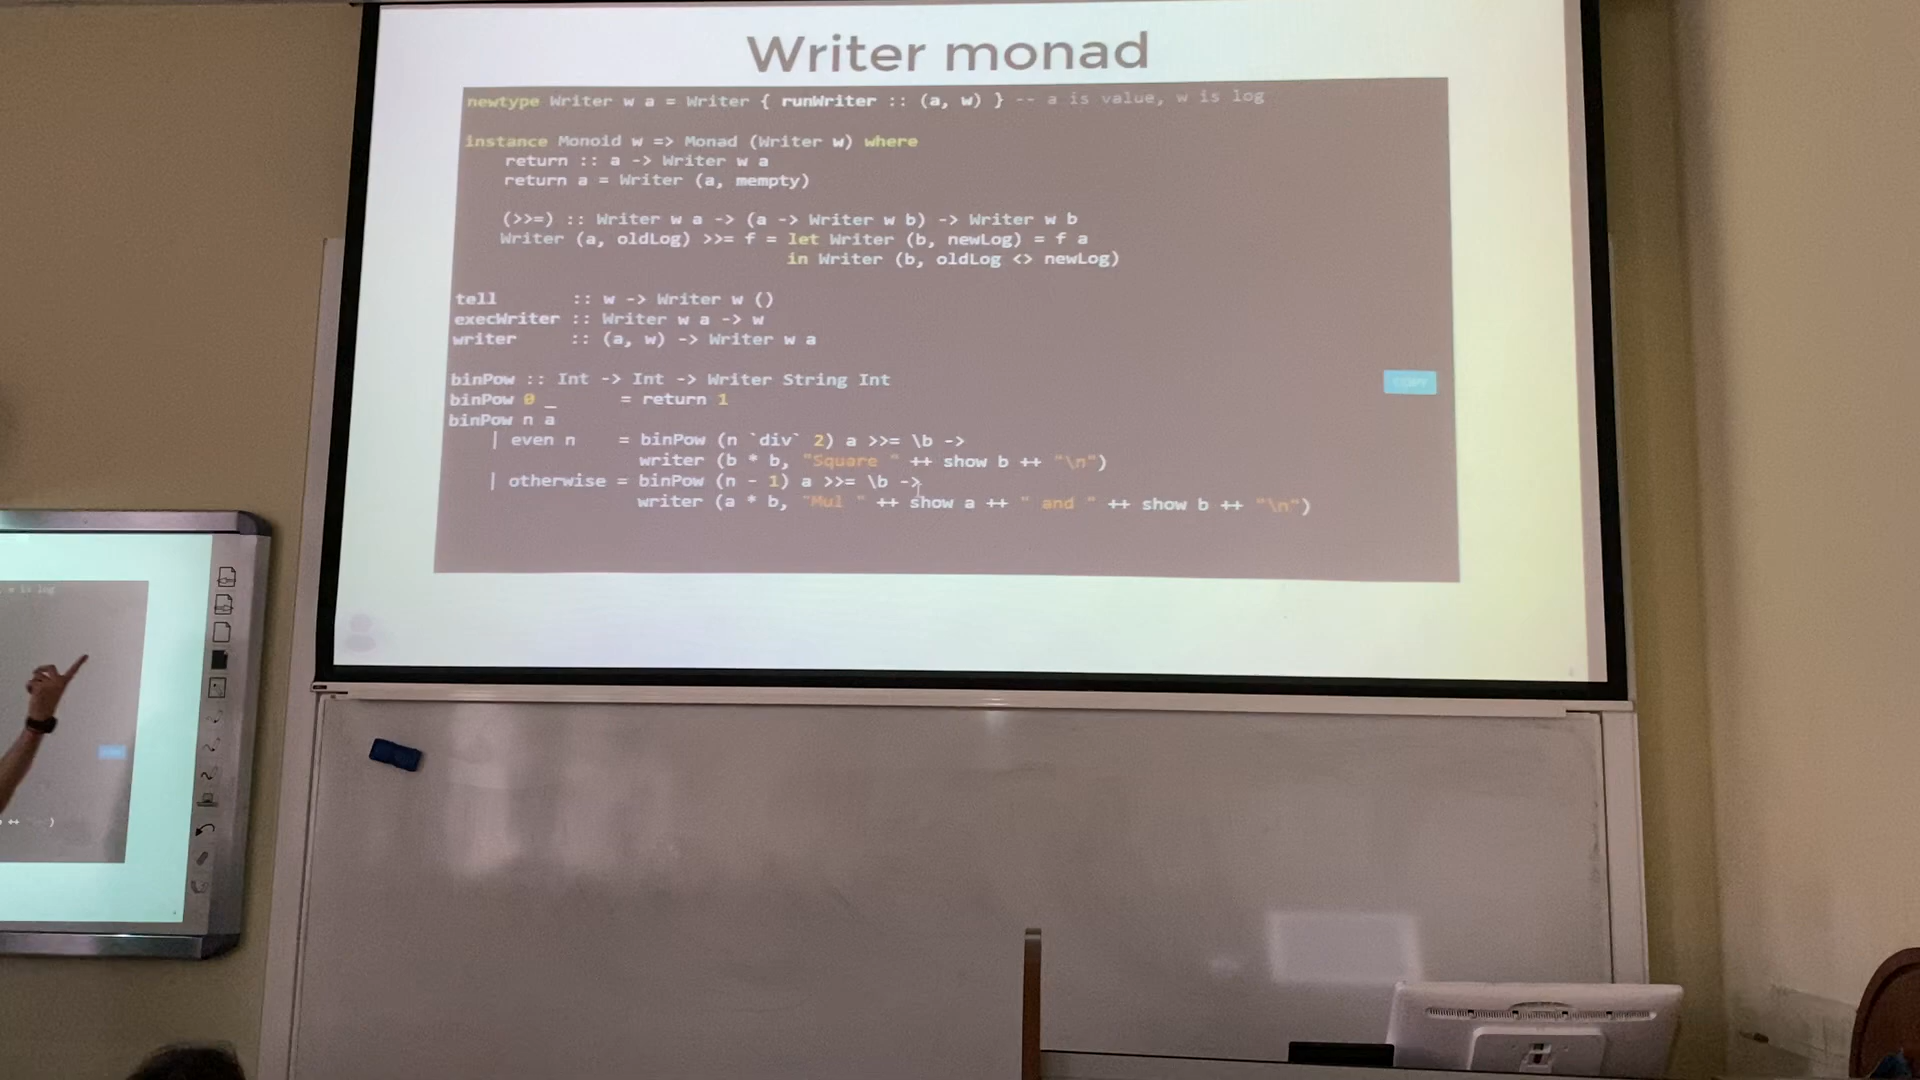 Writer monad
newtype Writer w a = Writer { runWriter :: (a, w) } -- a is value, w is log
instance Monoid w => Monad (Writer w) where
return :: a -> Writer w a
return a = Writer (a, mempty)
(>>=) :: Writer w a -> (a -> Writer w b) -> Writer w b
Writer (a, oldLog) >>= f = let Writer (b, newLog) = f a
in Writer (b, oldLog <> newLog)
tell :: w -> Writer w ()
execWriter :: Writer w a -> w
writer :: (a, w) -> Writer w a
binPow :: Int -> Int -> Writer String Int
binPow 0 _ = return 1
binPow n a
| even n = binPow (n `div` 2) a >>= \b ->
writer (b * b, "Square " ++ show b ++ "\n")
| otherwise = binPow (n - 1) a >>= \b ->
writer (a * b, "Mul " ++ show a ++ " and " ++ show b ++ "\n")
COPY
w is log
++ )